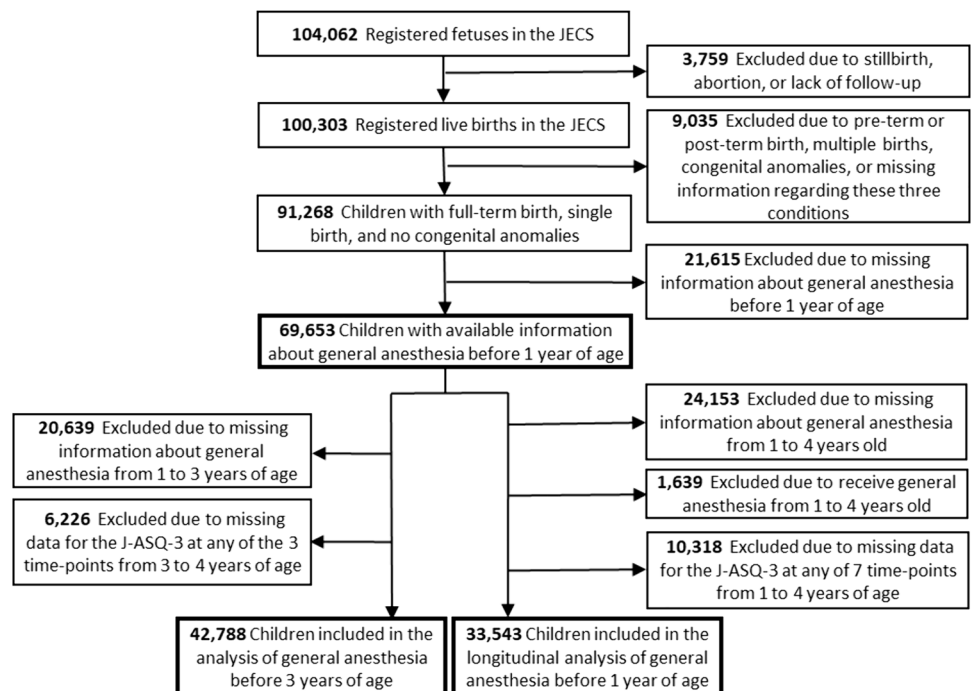 104,062 Registered fetuses in the JECS
3,759 Excluded due to stillbirth,
abortion, or lack of follow-up
100,303 Registered live births in the JECS
9,035 Excluded due to pre-term or
post-term birth, multiple births,
congenital anomalies, or missing
information regarding these three
conditions
91,268 Children with full-term birth, single
birth, and no congenital anomalies
21,615 Excluded due to missing
information about general anesthesia
before 1 year of age
69,653 Children with available information
about general anesthesia before 1 year of age
24,153 Excluded due to missing
information about general anesthesia
from 1 to 4 years old
20,639 Excluded due to missing
information about general
anesthesia from 1 to 3 years of age
1,639 Excluded due to receive general
anesthesia from 1 to 4 years old
6,226 Excluded due to missing
data for the J-ASQ-3 at any of the 3
time-points from 3 to 4 years of age
10,318 Excluded due to missing data
for the J-ASQ-3 at any of 7 time-points
from 1 to 4 years of age
42,788 Children included in the
analysis of general anesthesia
before 3 years of age
33,543 Children included in the
longitudinal analysis of general
anesthesia before 1 year of age